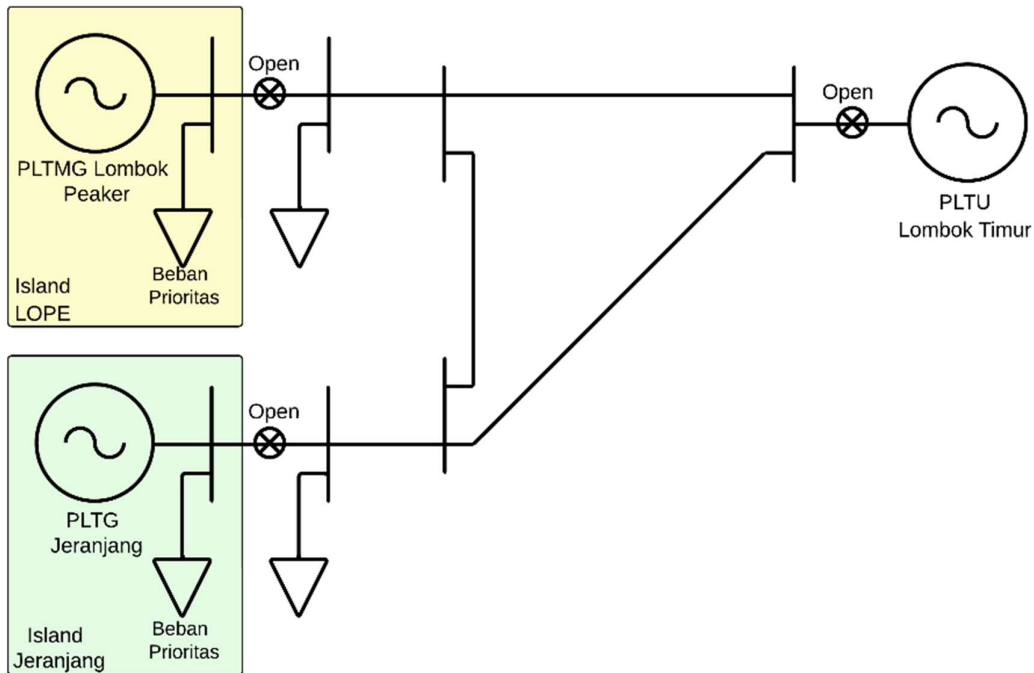 Open
PLTMG Lombok
Peaker
Beban
Prioritas
Island
LOPE
Open
PLTU
Lombok Timur
Open
PLTG
Jeranjang
Beban
Prioritas
Island
Jeranjang